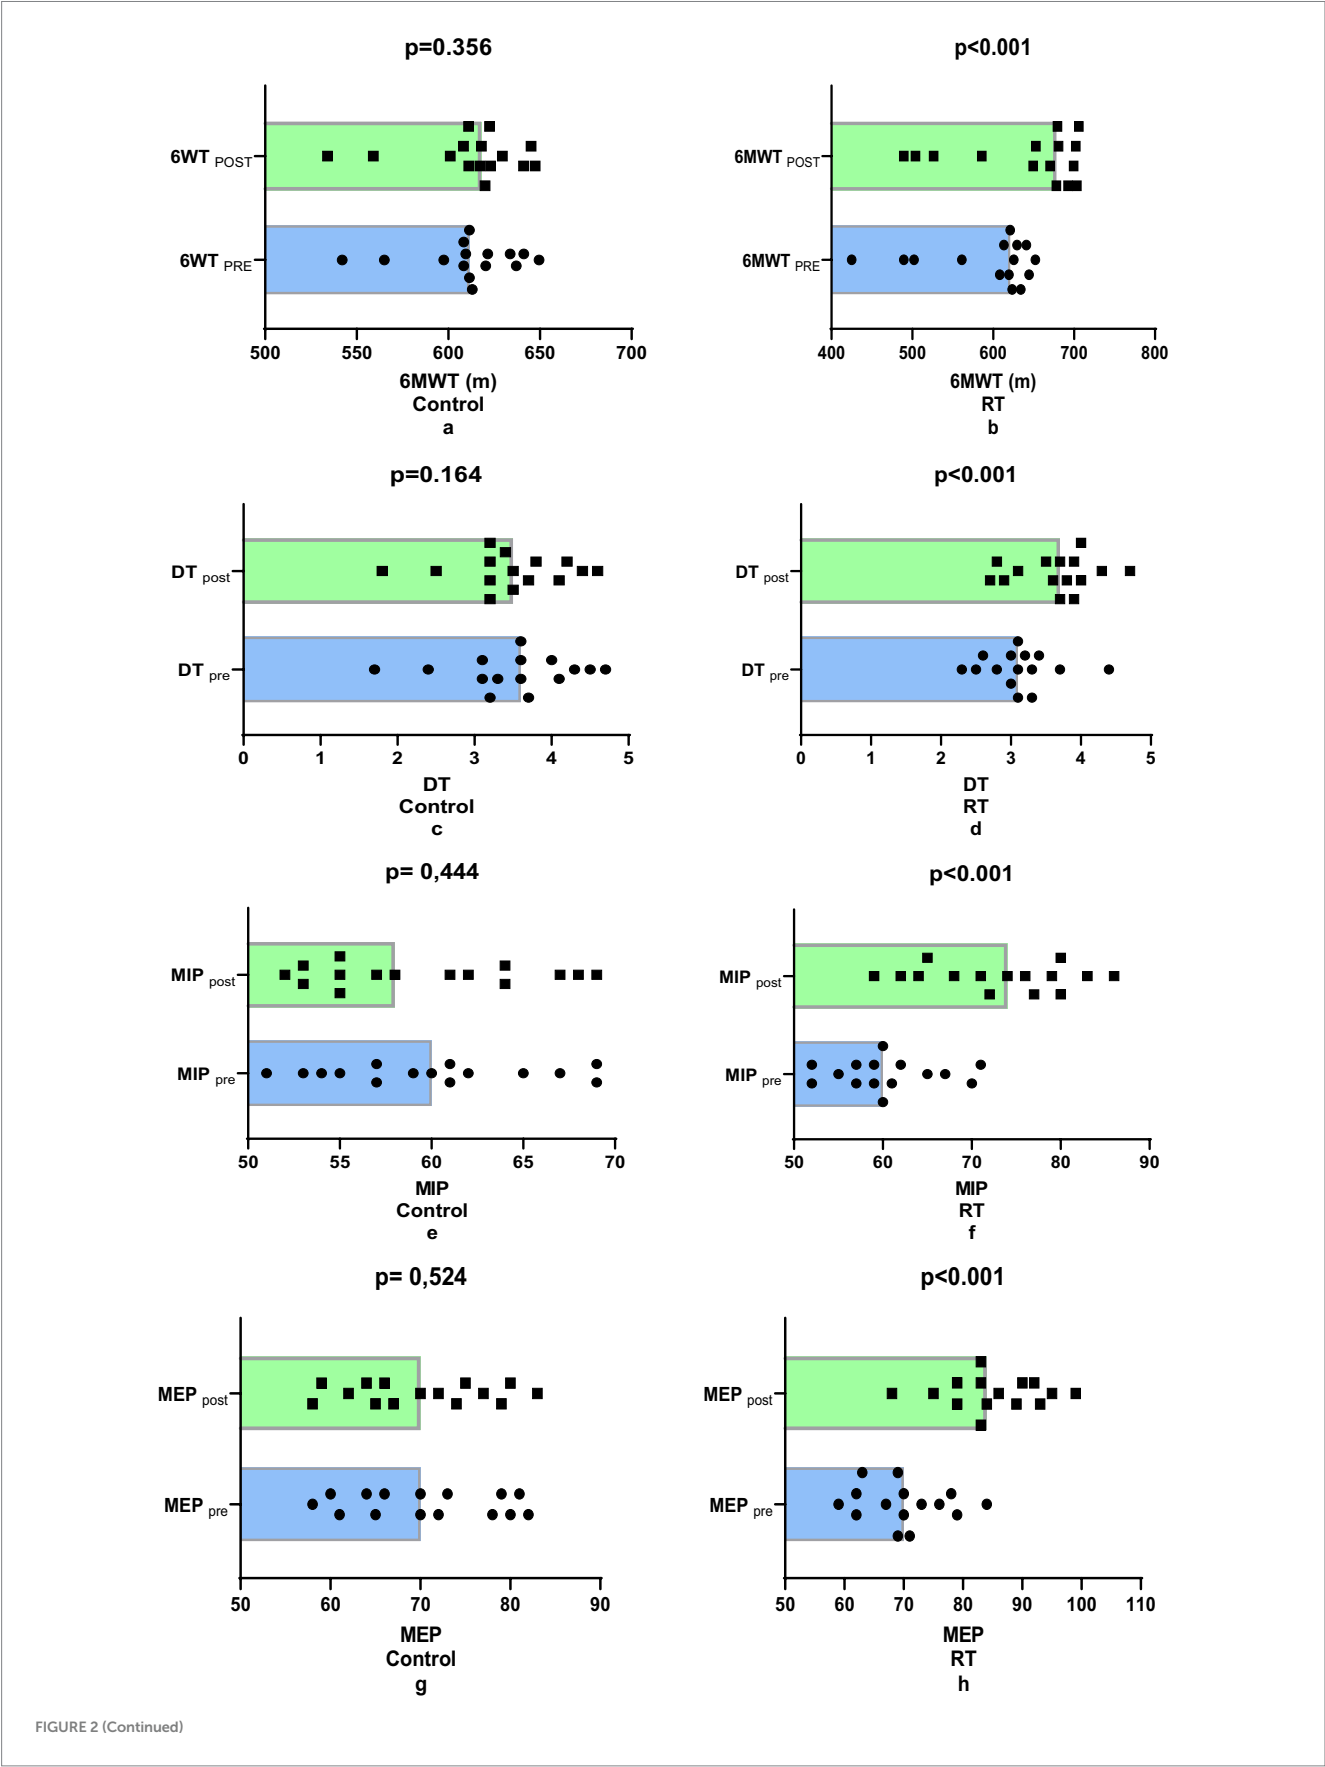 p=0.356
6WT POST
6WT PRE
500 550 600 650 700
6MWT (m)
Control
a
p<0.001
6MWT POST
6MWT PRE
400 500 600 700 800
6MWT (m)
RT
b
p=0.164
DT post
DT pre
0 1 2 3 4 5
DT
Control
c
p<0.001
DT post
DT pre
0 1 2 3 4 5
DT
RT
d
p= 0,444
MIP post
MIP pre
50 55 60 65 70
MIP
Control
e
p<0.001
MIP post
MIP pre
50 60 70 80 90
MIP
RT
f
p= 0,524
MEP post
MEP pre
50 60 70 80 90
MEP
Control
g
p<0.001
MEP post
MEP pre
50 60 70 80 90 100 110
MEP
RT
h
FIGURE 2 (Continued)